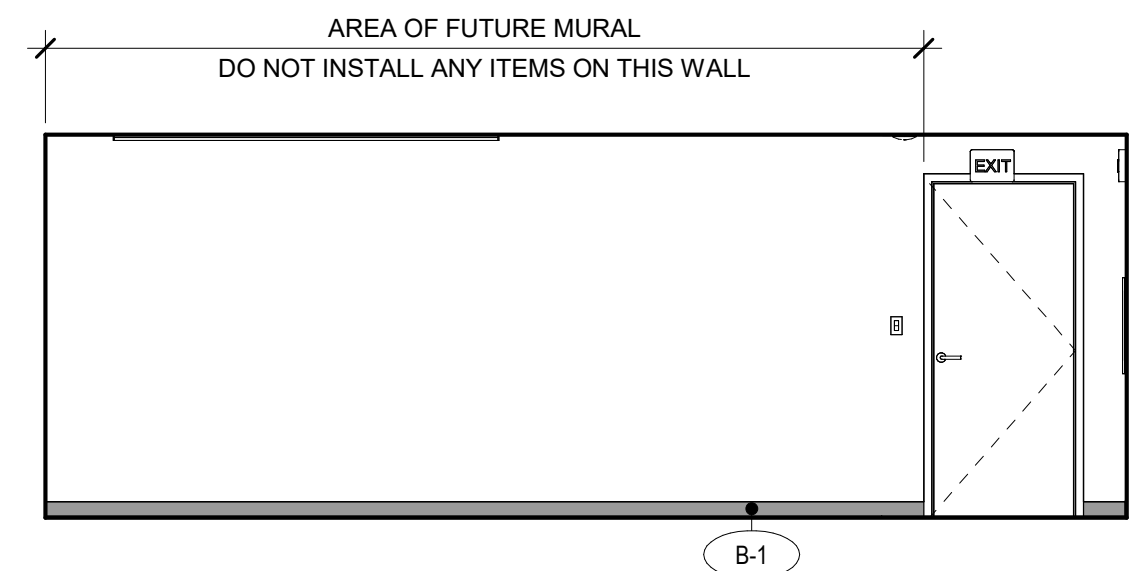 AREA OF FUTURE MURAL
DO NOT INSTALL ANY ITEMS ON THIS WALL
EXIT
B-1